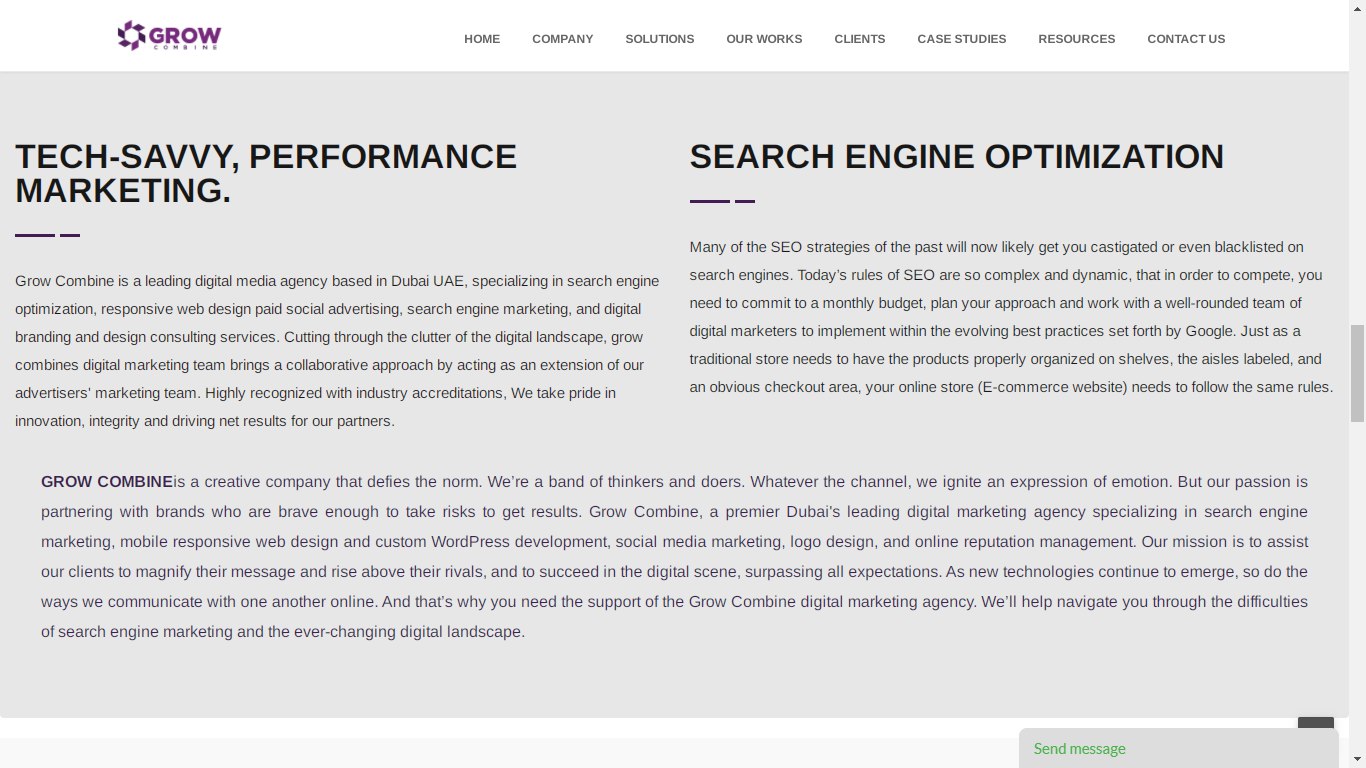 GROW
COMBINE
HOME COMPANY SOLUTIONS OUR WORKS CLIENTS CASE STUDIES RESOURCES CONTACT US
TECH-SAVVY, PERFORMANCE
MARKETING.
Grow Combine is a leading digital media agency based in Dubai UAE, specializing in search engine
optimization, responsive web design paid social advertising, search engine marketing, and digital
branding and design consulting services. Cutting through the clutter of the digital landscape, grow
combines digital marketing team brings a collaborative approach by acting as an extension of our
advertisers' marketing team. Highly recognized with industry accreditations, We take pride in
innovation, integrity and driving net results for our partners.
SEARCH ENGINE OPTIMIZATION
Many of the SEO strategies of the past will now likely get you castigated or even blacklisted on
search engines. Today’s rules of SEO are so complex and dynamic, that in order to compete, you
need to commit to a monthly budget, plan your approach and work with a well-rounded team of
digital marketers to implement within the evolving best practices set forth by Google. Just as a
traditional store needs to have the products properly organized on shelves, the aisles labeled, and
an obvious checkout area, your online store (E-commerce website) needs to follow the same rules.
GROW COMBINEis a creative company that defies the norm. We’re a band of thinkers and doers. Whatever the channel, we ignite an expression of emotion. But our passion is
partnering with brands who are brave enough to take risks to get results. Grow Combine, a premier Dubai's leading digital marketing agency specializing in search engine
marketing, mobile responsive web design and custom WordPress development, social media marketing, logo design, and online reputation management. Our mission is to assist
our clients to magnify their message and rise above their rivals, and to succeed in the digital scene, surpassing all expectations. As new technologies continue to emerge, so do the
ways we communicate with one another online. And that’s why you need the support of the Grow Combine digital marketing agency. We’ll help navigate you through the difficulties
of search engine marketing and the ever-changing digital landscape.
Send message